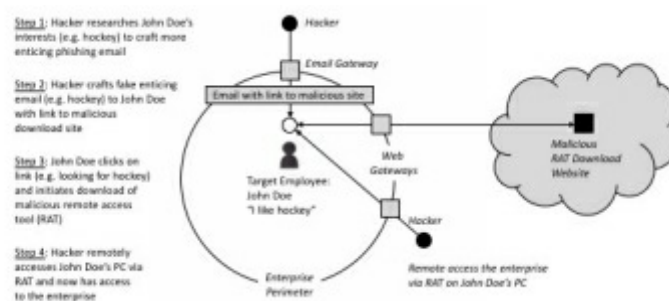 Step 1: Hacker researches John Doe's
interests (e.g. hockey) to craft more
enticing phishing email
Step 2: Hacker crafts fake enticing
email (e.g. hockey) to John Doe
with link to malicious
download site
Step 3: John Doe clicks on
link (e.g. looking for hockey)
and initiates download of
malicious remote access
tool (RAT)
Step 4: Hacker remotely
accesses John Doe's PC via
RAT and now has access
to the enterprise
Hacker
Email Gateway
Email with link to malicious site
Target Employee:
John Doe
"I like hockey"
Web
Gateways
Malicious
RAT Download
Website
Hacker
Remote access the enterprise
via RAT on John Doe's PC
Enterprise
Perimeter